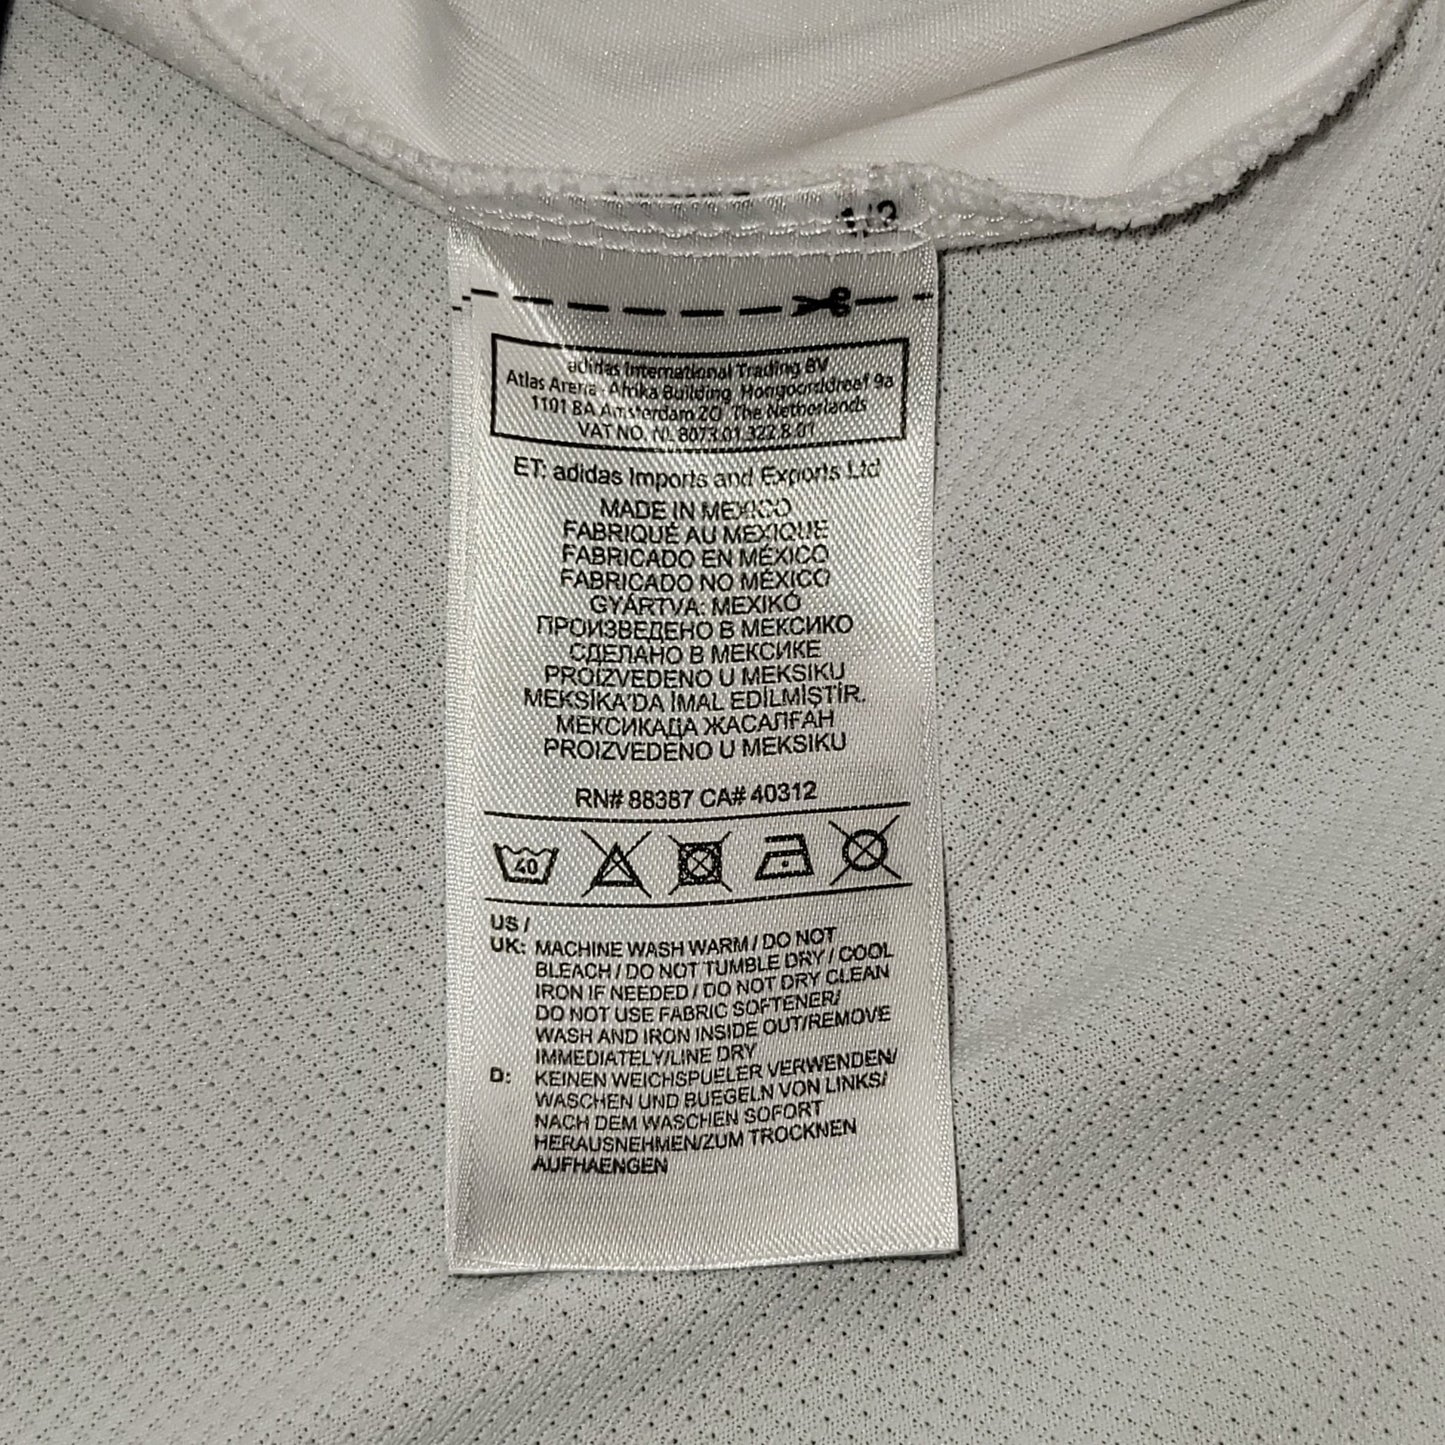 1/3
adidas International Trading BV
Atlas Arena, Afrika Building, Hoogoorddreef 9a
1101 BA Amsterdam ZO The Netherlands
VAT NO. NL 8073.01.322.B.01
ET: adidas Imports and Exports Ltd
MADE IN MEXICO
FABRIQUÉ AU MEXIQUE
FABRICADO EN MÉXICO
FABRICADO NO MÉXICO
GYÁRTVA: MEXIKÓ
ПРОИЗВЕДЕНО В МЕКСИКО
СДЕЛАНО В МЕКСИКЕ
PROIZVEDENO U MEKSIKU
MEKSİKA'DA İMAL EDİLMİŞTİR.
МЕКСИКАДА ЖАСАЛҒАН
PROIZVEDENO U MEKSIKU
RN# 88387 CA# 40312
40
US /
UK: MACHINE WASH WARM / DO NOT
BLEACH / DO NOT TUMBLE DRY / COOL
IRON IF NEEDED / DO NOT DRY CLEAN
DO NOT USE FABRIC SOFTENER/
WASH AND IRON INSIDE OUT/REMOVE
IMMEDIATELY/LINE DRY
D: KEINEN WEICHSPUELER VERWENDEN/
WASCHEN UND BUEGELN VON LINKS/
NACH DEM WASCHEN SOFORT
HERAUSNEHMEN/ZUM TROCKNEN
AUFHAENGEN